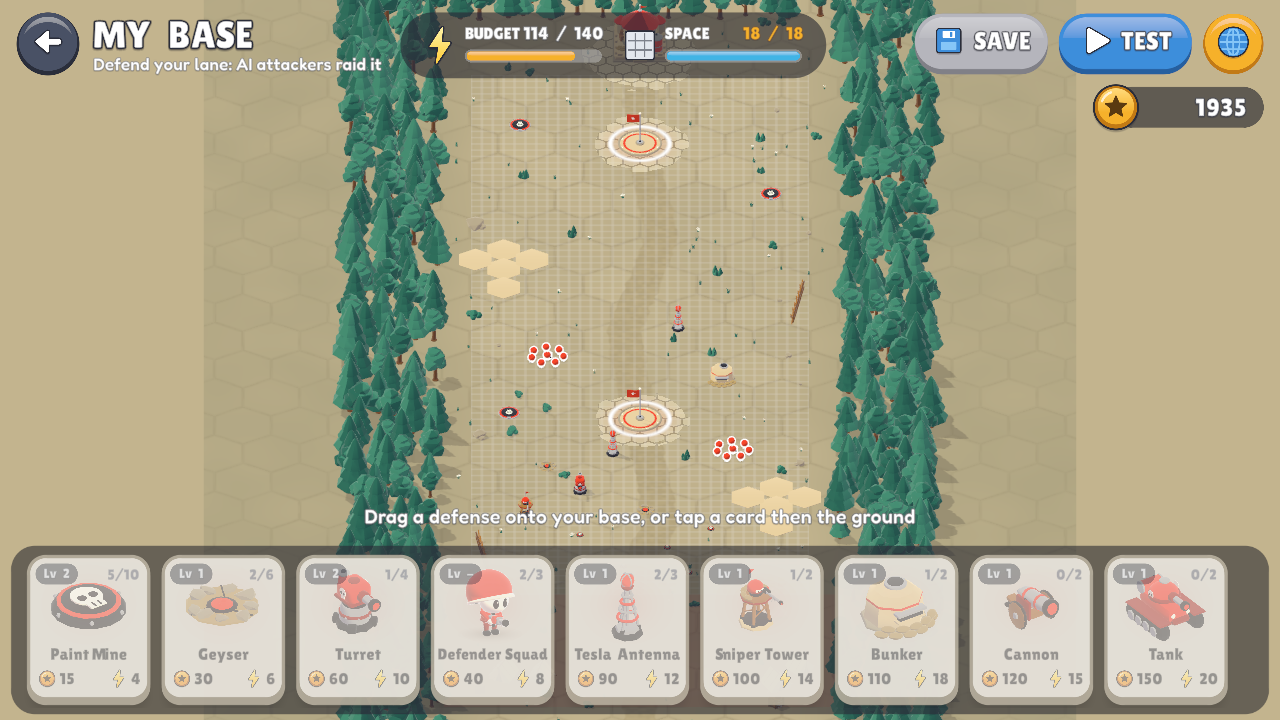 MY BASE
Defend your lane: AI attackers raid it
BUDGET 114 / 140
SPACE 18 / 18
SAVE
TEST
1935
Drag a defense onto your base, or tap a card then the ground
Lv 2 5/10
Paint Mine
15 4
Lv 1 2/6
Geyser
30 6
Lv 2 1/4
Turret
60 10
Lv - 2/3
Defender Squad
40 8
Lv 1 2/3
Tesla Antenna
90 12
Lv 1 1/2
Sniper Tower
100 14
Lv 1 1/2
Bunker
110 18
Lv 1 0/2
Cannon
120 15
Lv 1 0/2
Tank
150 20